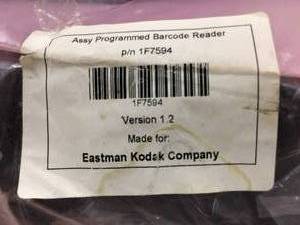 Assy Programmed Barcode Reader
p/n 1F7594
1F7594
Version 1.2
Made for:
Eastman Kodak Company